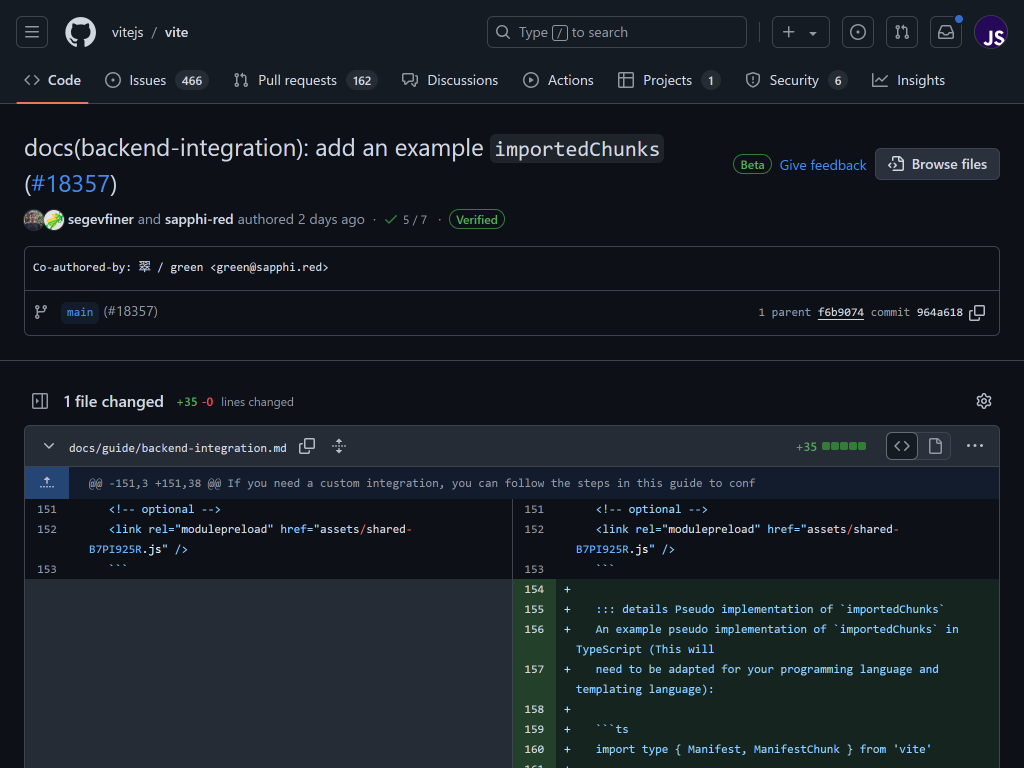 vitejs / vite
Type / to search
JS
Code
Issues 466
Pull requests 162
Discussions
Actions
Projects 1
Security 6
Insights
docs(backend-integration): add an example importedChunks
(#18357)
Beta Give feedback Browse files
segevfiner and sapphi-red authored 2 days ago · 5 / 7 · Verified
Co-authored-by: 翠 / green <green@sapphi.red>
main (#18357)
1 parent f6b9074 commit 964a618
1 file changed +35 -0 lines changed
docs/guide/backend-integration.md
+35
@@ -151,3 +151,38 @@ If you need a custom integration, you can follow the steps in this guide to conf
151 <!-- optional -->
152 <link rel="modulepreload" href="assets/shared-
B7PI925R.js" />
153 ```
151 <!-- optional -->
152 <link rel="modulepreload" href="assets/shared-
B7PI925R.js" />
153 ```
154 +
155 + ::: details Pseudo implementation of `importedChunks`
156 + An example pseudo implementation of `importedChunks` in
TypeScript (This will
157 + need to be adapted for your programming language and
templating language):
158 +
159 + ```ts
160 + import type { Manifest, ManifestChunk } from 'vite'
161 +